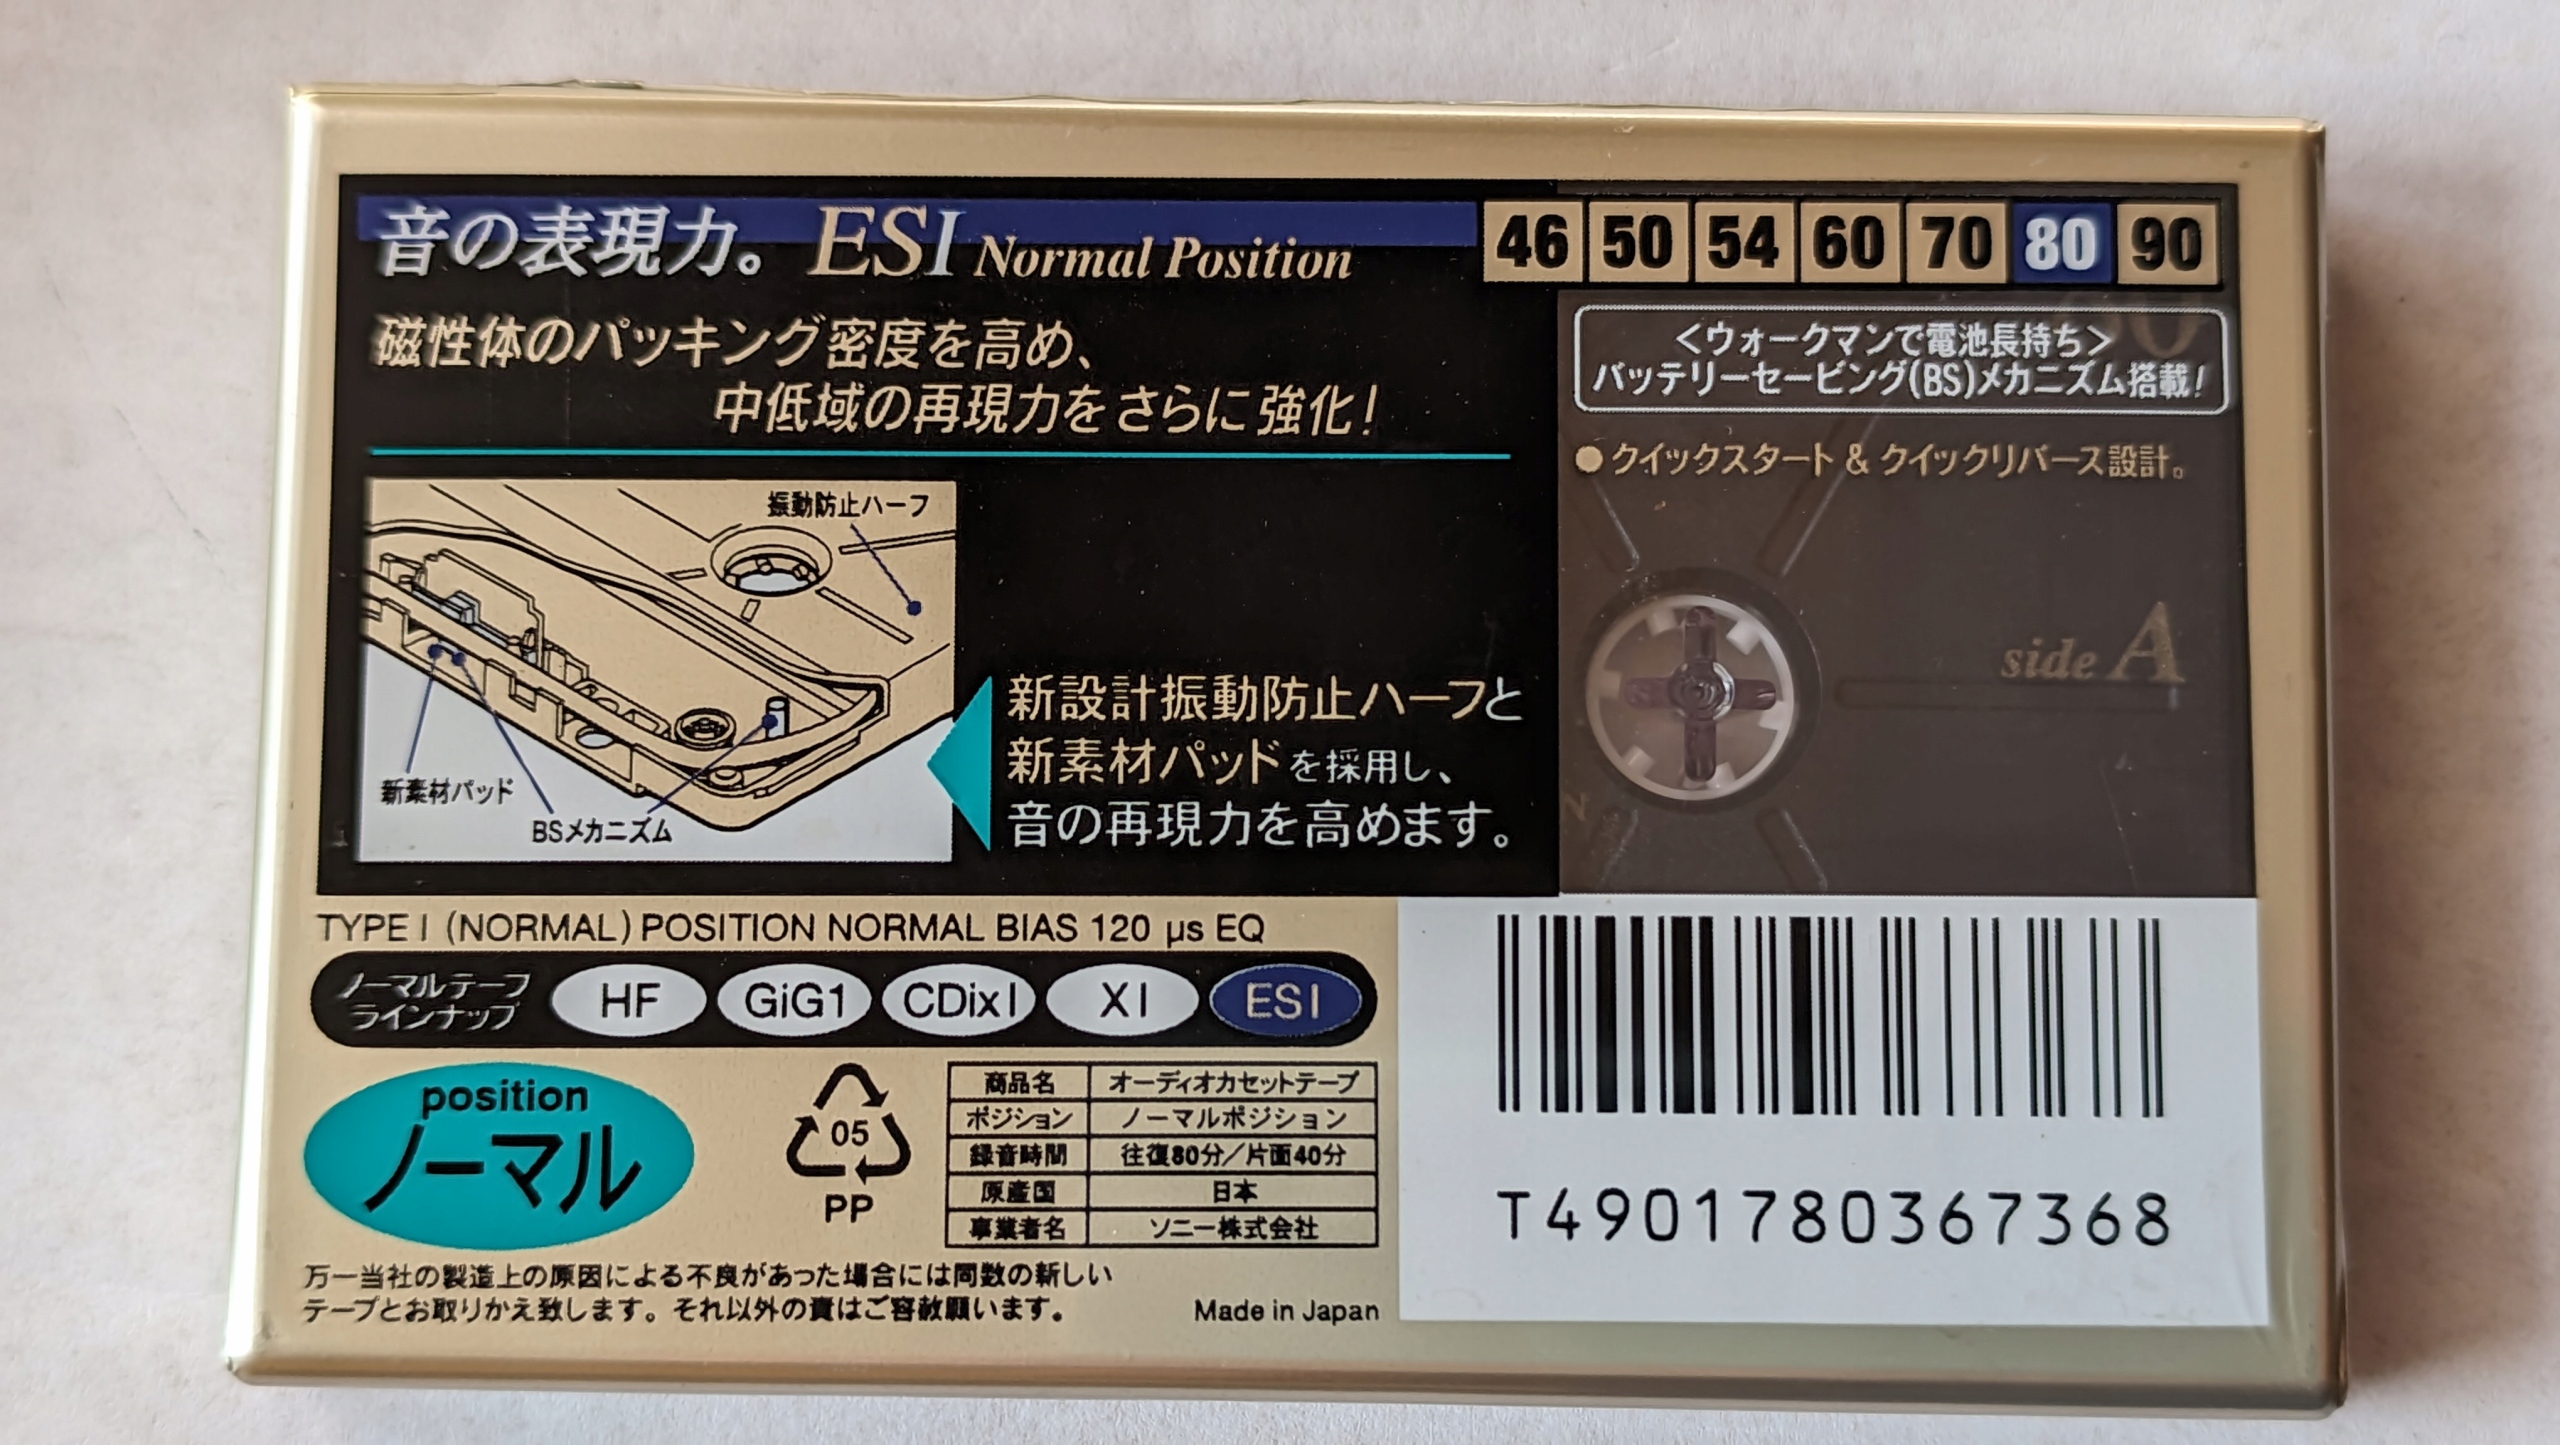 音の表現力。 ESI Normal Position
46 50 54 60 70 80 90
磁性体のパッキング密度を高め、
中低域の再現力をさらに強化!
<ウォークマンで電池長持ち>
バッテリーセービング(BS)メカニズム搭載!
●クイックスタート & クイックリバース設計。
振動防止ハーフ
新素材パッド
BSメカニズム
新設計振動防止ハーフと
新素材パッドを採用し、
音の再現力を高めます。
side A
TYPE I (NORMAL) POSITION NORMAL BIAS 120 μs EQ
ノーマルテープ
ラインナップ
HF GiG1 CDixI XI ESI
position
ノーマル
05
PP
商品名 オーディオカセットテープ
ポジション ノーマルポジション
録音時間 往復80分/片面40分
原産国 日本
事業者名 ソニー株式会社
万一当社の製造上の原因による不良があった場合には同数の新しい
テープとお取りかえ致します。それ以外の責はご容赦願います。
Made in Japan
T4901780367368